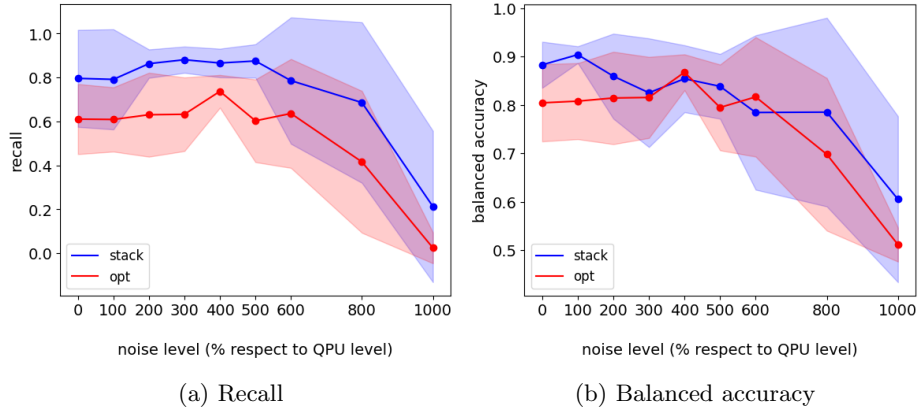 1.0
0.8
0.6
0.4
0.2
0.0
recall
stack
opt
0 100 200 300 400 500 600 800 1000
noise level (% respect to QPU level)
(a) Recall
1.0
0.9
0.8
0.7
0.6
0.5
balanced accuracy
stack
opt
0 100 200 300 400 500 600 800 1000
noise level (% respect to QPU level)
(b) Balanced accuracy